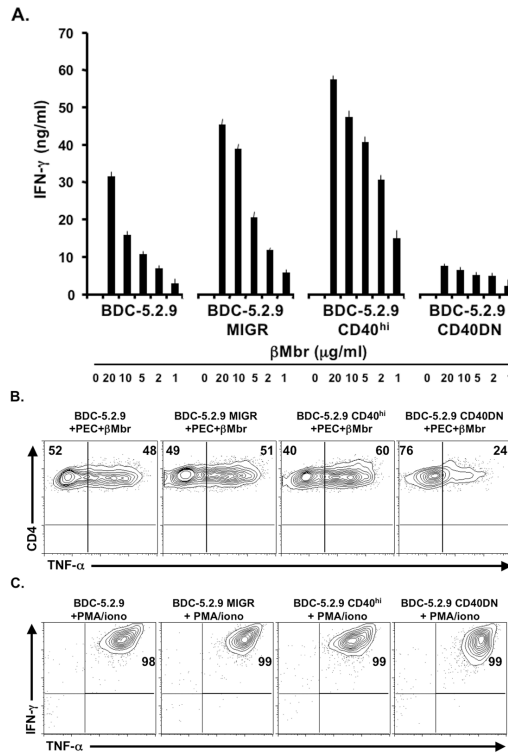 A.
70
60
50
40
30
20
10
0
IFN-γ (ng/ml)
BDC-5.2.9
BDC-5.2.9 MIGR
BDC-5.2.9 CD40hi
BDC-5.2.9 CD40DN
βMbr (μg/ml)
0 20 10 5 2 1 0 20 10 5 2 1 0 20 10 5 2 1 0 20 10 5 2 1
B.
BDC-5.2.9 +PEC+βMbr
BDC-5.2.9 MIGR +PEC+βMbr
BDC-5.2.9 CD40hi +PEC+βMbr
BDC-5.2.9 CD40DN +PEC+βMbr
52 48 49 51 40 60 76 24
CD4
TNF-α
C.
BDC-5.2.9 +PMA/iono
BDC-5.2.9 MIGR + PMA/iono
BDC-5.2.9 CD40hi + PMA/iono
BDC-5.2.9 CD40DN + PMA/iono
98 99 99 99
IFN-γ
TNF-α